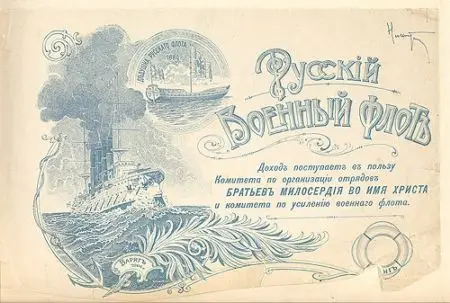 Русскій
Военный Флотъ
Доходъ поступаетъ въ пользу
Комитета по организаціи отрядовъ
БРАТЬЕВЪ МИЛОСЕРДІЯ ВО ИМЯ ХРИСТА
и комитета по усиленію военнаго флота.
ВАРЯГЪ